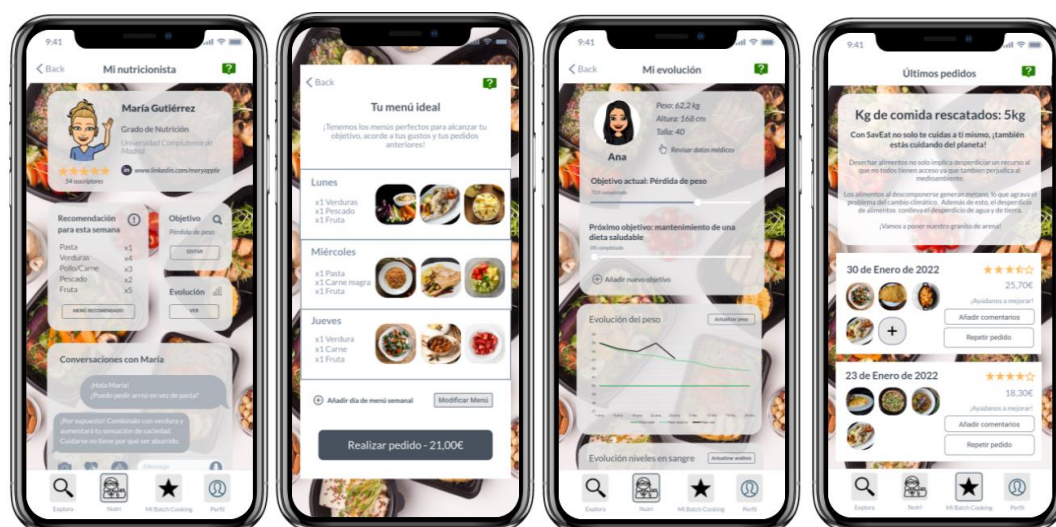 9:41
Back
Mi nutricionista
?
María Gutiérrez
Grado de Nutrición
Universidad Complutense de
Madrid
in www.linkedin.com/meryapple
54 suscriptores
Recomendación
para esta semana
Pasta x1
Verduras x4
Pollo/Carne x3
Pescado x2
Fruta x5
MENÚ RECOMENDADO
Objetivo
Pérdida de peso
EDITAR
Evolución
VER
Conversaciones con María
¡Hola María!
¿Puedo pedir arroz en vez de pasta?
¡Por supuesto! Combínalo con verdura y
aumentará tu sensación de saciedad.
Cuidarse no tiene por qué ser aburrido.
iMessage
Explora
Nutri
Mi Batch Cooking
Perfil
9:41
Back
?
Tu menú ideal
¡Tenemos los menús perfectos para alcanzar tu
objetivo, acorde a tus gustos y tus pedidos
anteriores!
Lunes
x1 Verduras
x1 Pescado
x1 Fruta
Miércoles
x1 Pasta
x1 Carne magra
x1 Fruta
Jueves
x1 Verdura
x1 Carne
x1 Fruta
Añadir día de menú semanal
Modificar Menú
Realizar pedido - 21,00€
9:41
Back
Mi evolución
?
Ana
Peso: 62,2 kg
Altura: 168 cm
Talla: 40
Revisar datos médicos
Objetivo actual: Pérdida de peso
Próximo objetivo: mantenimiento de una
dieta saludable
0% completado
Añadir nuevo objetivo
Evolución del peso
Actualizar peso
Evolución niveles en sangre
Actualizar análisis
Explora
Nutri
Mi Batch Cooking
Perfil
9:41
Últimos pedidos
?
Kg de comida rescatados: 5kg
Con SavEat no solo te cuidas a ti mismo, ¡también
estás cuidando del planeta!
Desechar alimentos no solo implica desperdiciar un recurso al
que no todos tienen acceso ya que tambien perjudica al
medioambiente.
Los alimentos al descomponerse generan metano, lo que agrava el
problema del cambio climático. Además de esto, el desperdicio
de alimentos conlleva el desperdicio de agua y de tierra.
¡Vamos a poner nuestro granito de arena!
30 de Enero de 2022
25,70€
¡Ayúdanos a mejorar!
Añadir comentarios
Repetir pedido
23 de Enero de 2022
18,30€
¡Ayúdanos a mejorar!
Añadir comentarios
Repetir pedido
Explora
Nutri
Mi Batch Cooking
Perfil